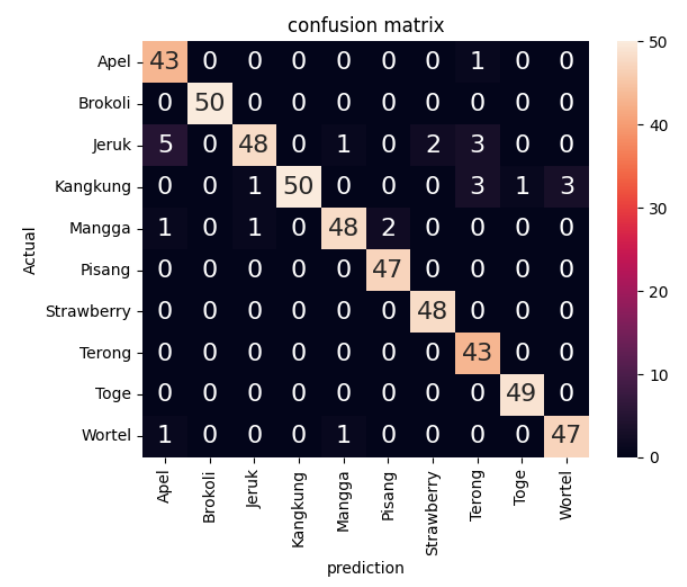 confusion matrix
Apel 43 0 0 0 0 0 0 1 0 0
Brokoli 0 50 0 0 0 0 0 0 0 0
Jeruk 5 0 48 0 1 0 2 3 0 0
Kangkung 0 0 1 50 0 0 0 3 1 3
Mangga 1 0 1 0 48 2 0 0 0 0
Pisang 0 0 0 0 0 47 0 0 0 0
Strawberry 0 0 0 0 0 0 48 0 0 0
Terong 0 0 0 0 0 0 0 43 0 0
Toge 0 0 0 0 0 0 0 0 49 0
Wortel 1 0 0 0 1 0 0 0 0 47
Actual
Apel Brokoli Jeruk Kangkung Mangga Pisang Strawberry Terong Toge Wortel
prediction
50
40
30
20
10
0